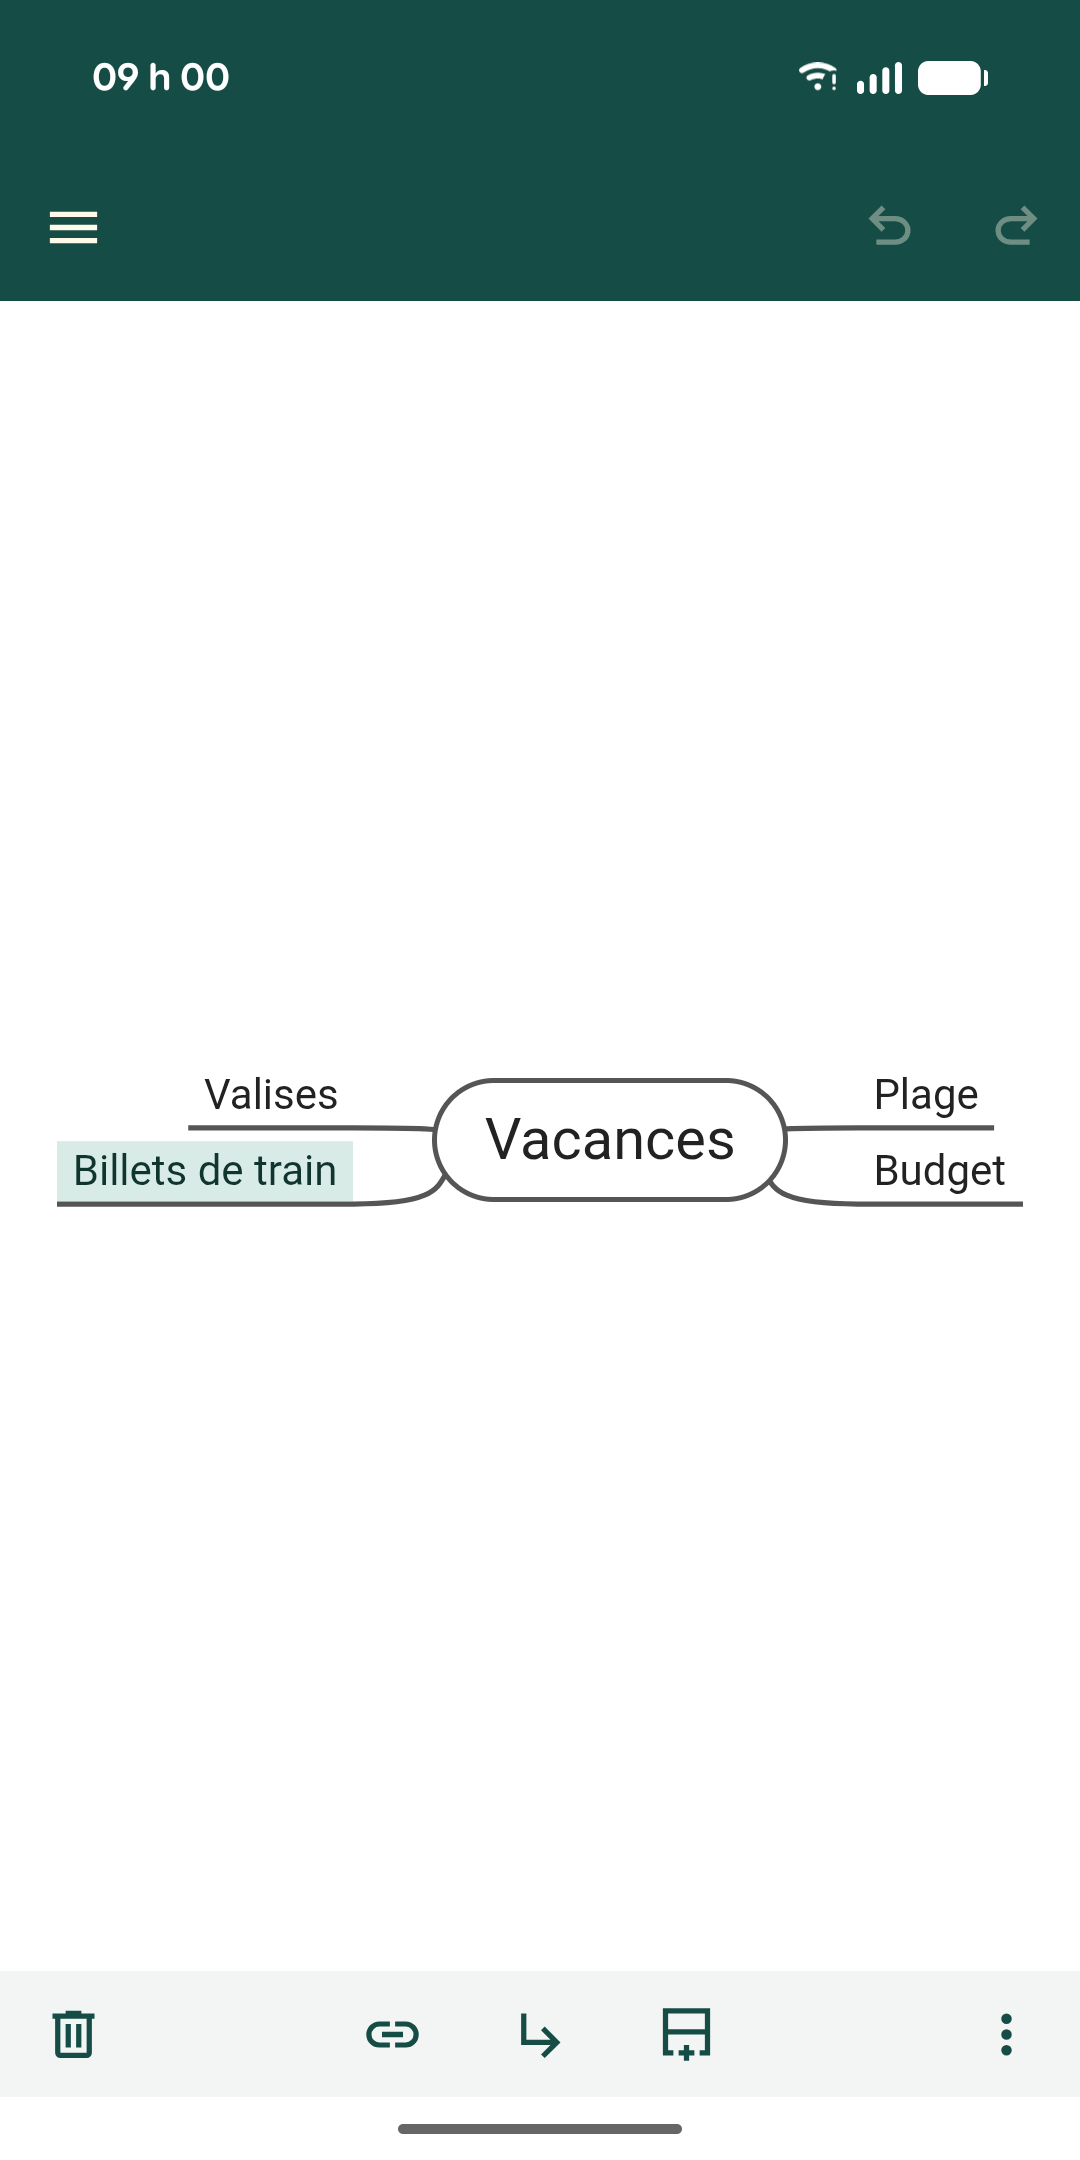 09 h 00
Valises
Billets de train
Vacances
Plage
Budget